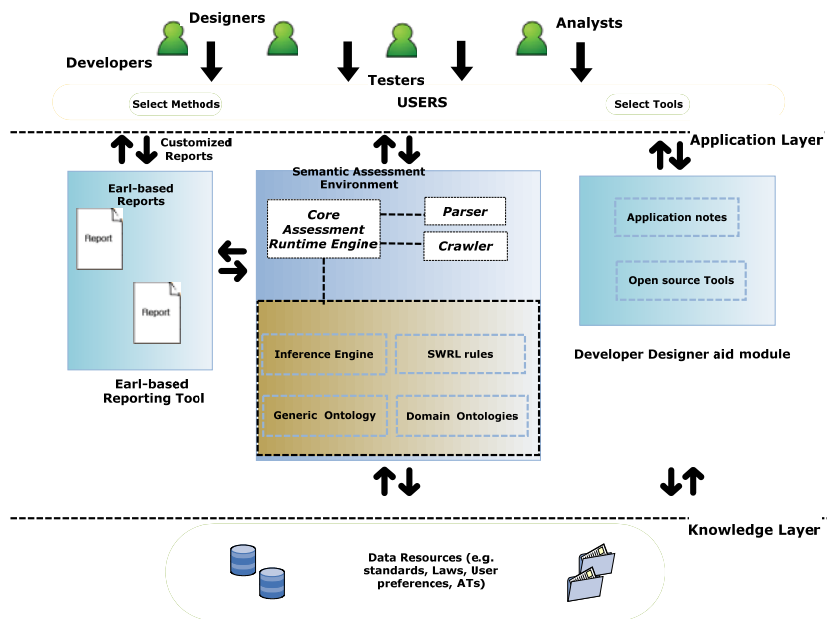 Designers
Analysts
Developers
Testers
USERS
Select Methods
Select Tools
Application Layer
Customized
Reports
Earl-based
Reports
Report
Report
Earl-based
Reporting Tool
Semantic Assessment
Environment
Core
Assessment
Runtime Engine
Parser
Crawler
Inference Engine
SWRL rules
Generic Ontology
Domain Ontologies
Application notes
Open source Tools
Developer Designer aid module
Knowledge Layer
Data Resources (e.g.
standards, Laws, User
preferences, ATs)